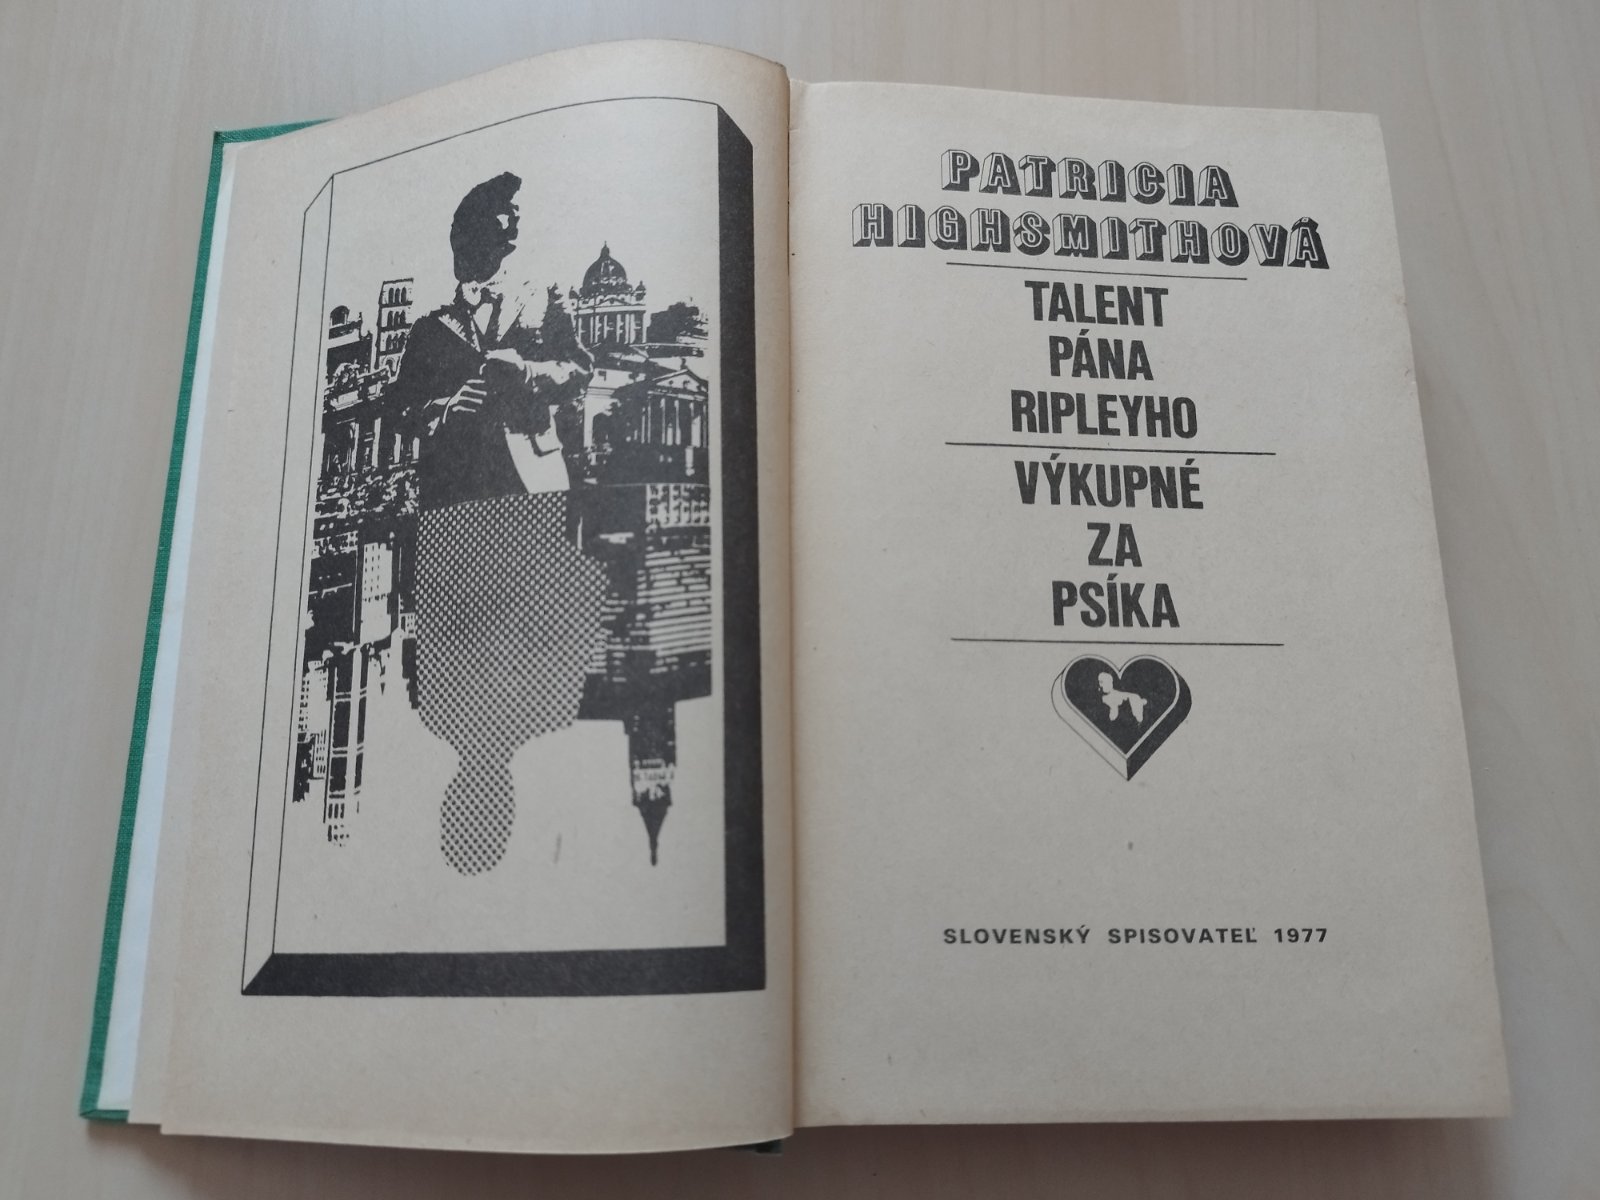 PATRICIA
HIGHSMITHOVÁ
TALENT
PÁNA
RIPLEYHO
VÝKUPNÉ
ZA
PSÍKA
SLOVENSKÝ SPISOVATEĽ 1977